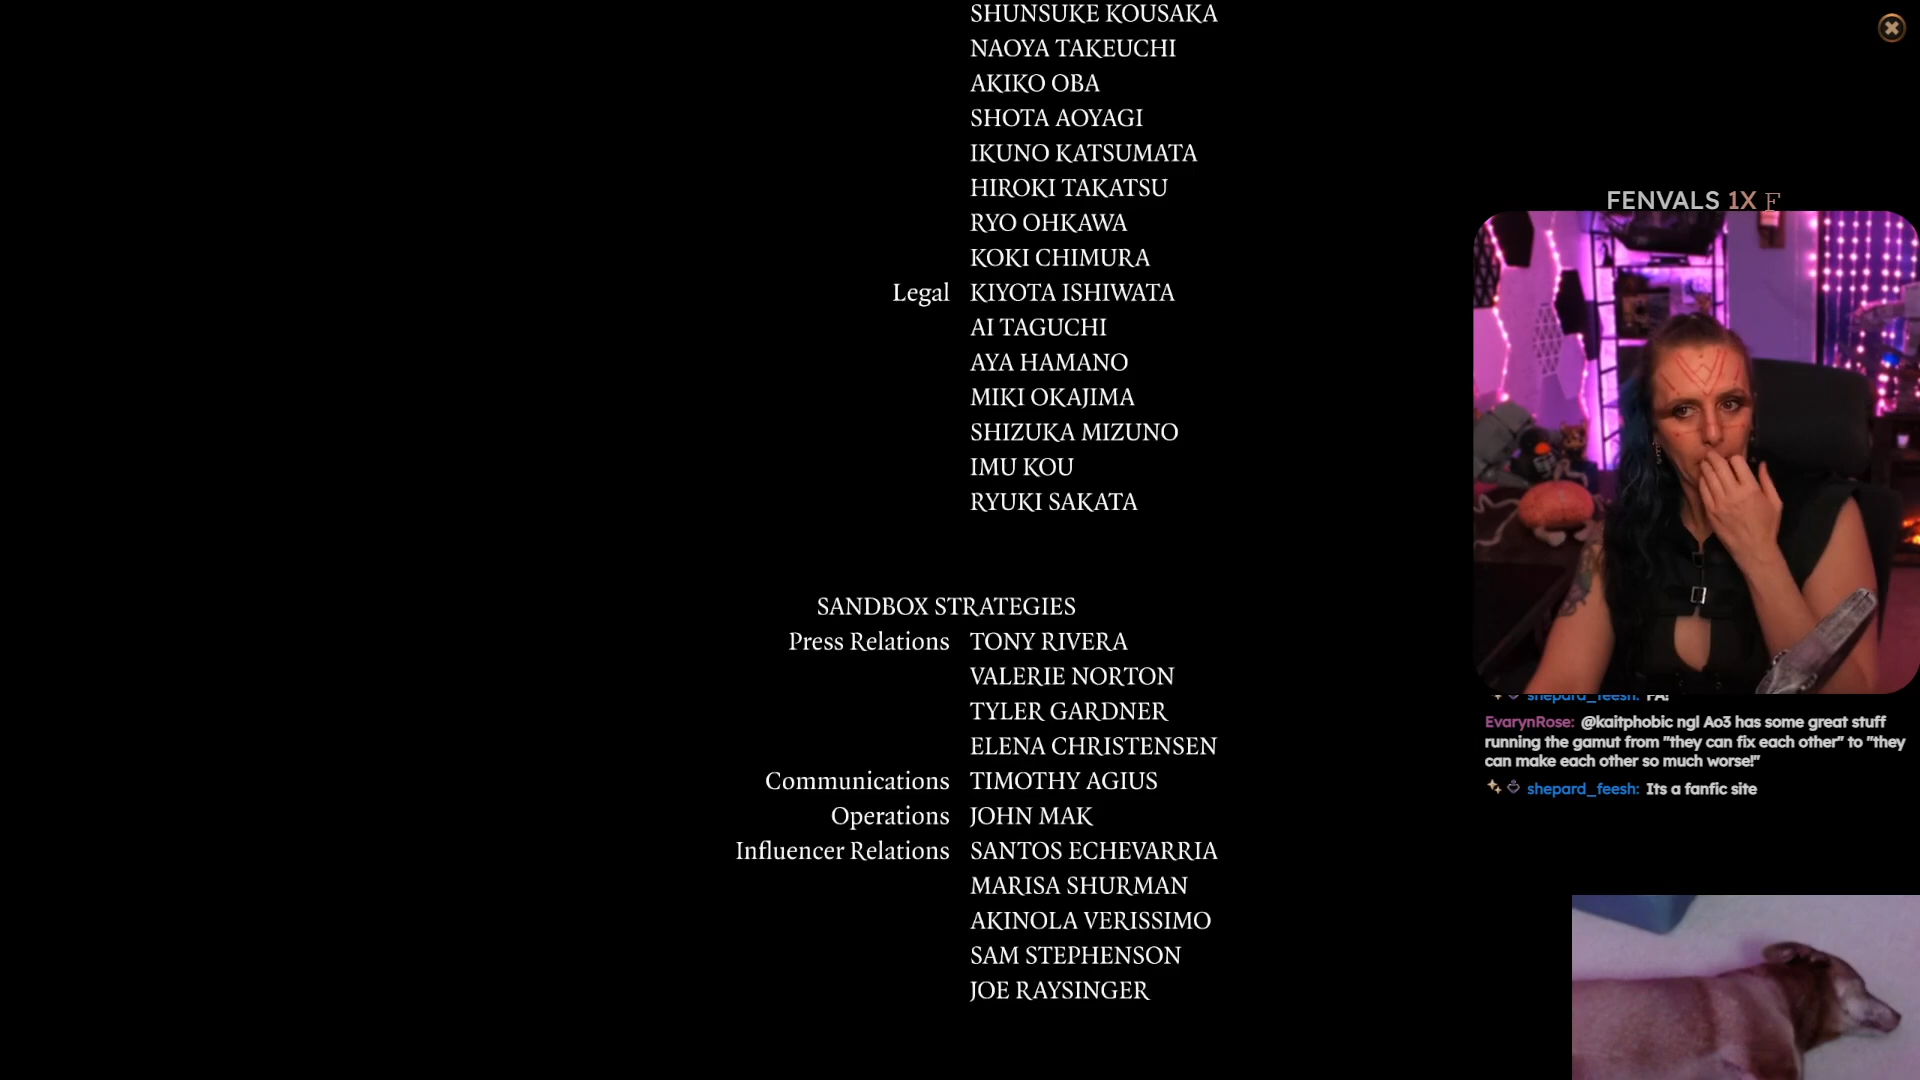 SHUNSUKE KOUSAKA
NAOYA TAKEUCHI
AKIKO OBA
SHOTA AOYAGI
IKUNO KATSUMATA
HIROKI TAKATSU
RYO OHKAWA
KOKI CHIMURA
Legal KIYOTA ISHIWATA
AI TAGUCHI
AYA HAMANO
MIKI OKAJIMA
SHIZUKA MIZUNO
IMU KOU
RYUKI SAKATA
SANDBOX STRATEGIES
Press Relations TONY RIVERA
VALERIE NORTON
TYLER GARDNER
ELENA CHRISTENSEN
Communications TIMOTHY AGIUS
Operations JOHN MAK
Influencer Relations SANTOS ECHEVARRIA
MARISA SHURMAN
AKINOLA VERISSIMO
SAM STEPHENSON
JOE RAYSINGER
FENVALS 1X F
shepard_feesh: FA!
EvarynRose: @kaitphobic ngl Ao3 has some great stuff
running the gamut from "they can fix each other" to "they
can make each other so much worse!"
shepard_feesh: Its a fanfic site